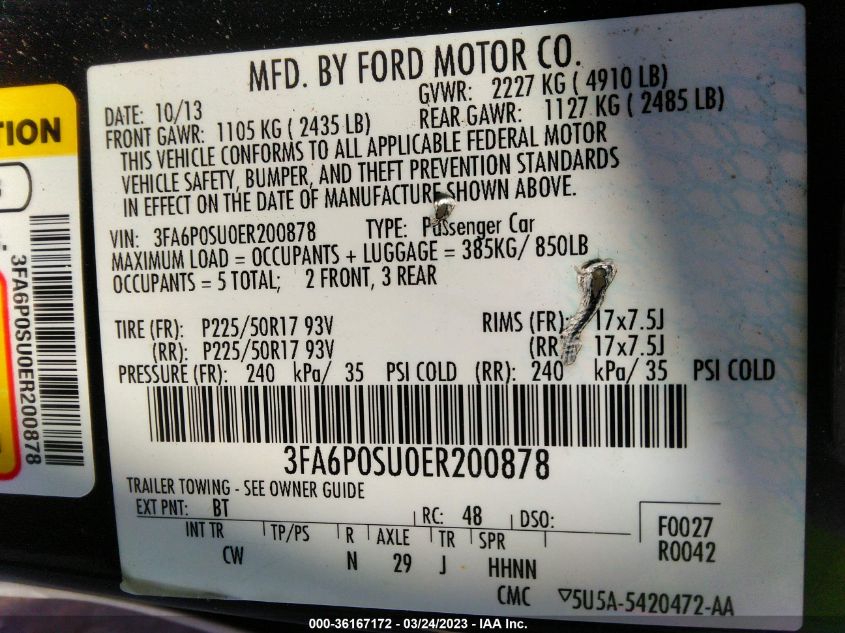 MFD. BY FORD MOTOR CO.
DATE: 10/13
GVWR: 2227 KG ( 4910 LB)
FRONT GAWR: 1105 KG ( 2435 LB)
REAR GAWR: 1127 KG ( 2485 LB)
THIS VEHICLE CONFORMS TO ALL APPLICABLE FEDERAL MOTOR
VEHICLE SAFETY, BUMPER, AND THEFT PREVENTION STANDARDS
IN EFFECT ON THE DATE OF MANUFACTURE SHOWN ABOVE.
VIN: 3FA6P0SU0ER200878 TYPE: Passenger Car
MAXIMUM LOAD = OCCUPANTS + LUGGAGE = 385KG/ 850LB
OCCUPANTS = 5 TOTAL; 2 FRONT, 3 REAR
TIRE (FR): P225/50R17 93V RIMS (FR): 17x7.5J
(RR): P225/50R17 93V (RR 17x7.5J
PRESSURE (FR): 240 kPa/ 35 PSI COLD (RR): 240 kPa/ 35 PSI COLD
3FA6P0SU0ER200878
TRAILER TOWING - SEE OWNER GUIDE
EXT PNT: BT RC: 48 DSO:
INT TR TP/PS R AXLE TR SPR
CW N 29 J HHNN
F0027
R0042
CMC ▽5U5A-5420472-AA
TION
3FA6P0SU0ER200878
000-36167172 - 03/24/2023 - IAA Inc.